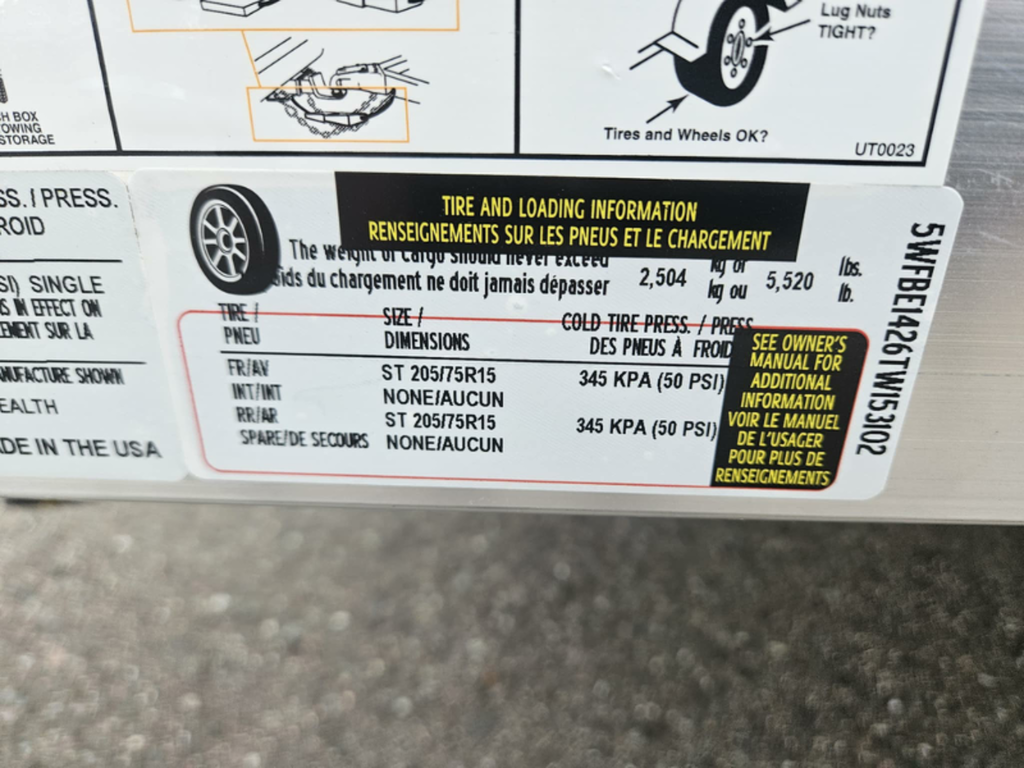 Lug Nuts
TIGHT?
H BOX
TOWING
STORAGE
Tires and Wheels OK?
UT0023
SS. / PRESS.
ROID
SI) SINGLE
S IN EFFECT ON
EMENT SUR LA
ANUFACTURE SHOWN
EALTH
DE IN THE USA
TIRE AND LOADING INFORMATION
RENSEIGNEMENTS SUR LES PNEUS ET LE CHARGEMENT
The weight of cargo should never exceed 2,504 kg or 5,520 lbs.
oids du chargement ne doit jamais dépasser kg ou lb.
TIRE / SIZE / COLD TIRE PRESS. / PRESS.
PNEU DIMENSIONS DES PNEUS À FROID
FR/AV ST 205/75R15 345 KPA (50 PSI)
INT/INT NONE/AUCUN
RR/AR ST 205/75R15 345 KPA (50 PSI)
SPARE/DE SECOURS NONE/AUCUN
SEE OWNER'S
MANUAL FOR
ADDITIONAL
INFORMATION
VOIR LE MANUEL
DE L'USAGER
POUR PLUS DE
RENSEIGNEMENTS
5WFBE1426TW153102